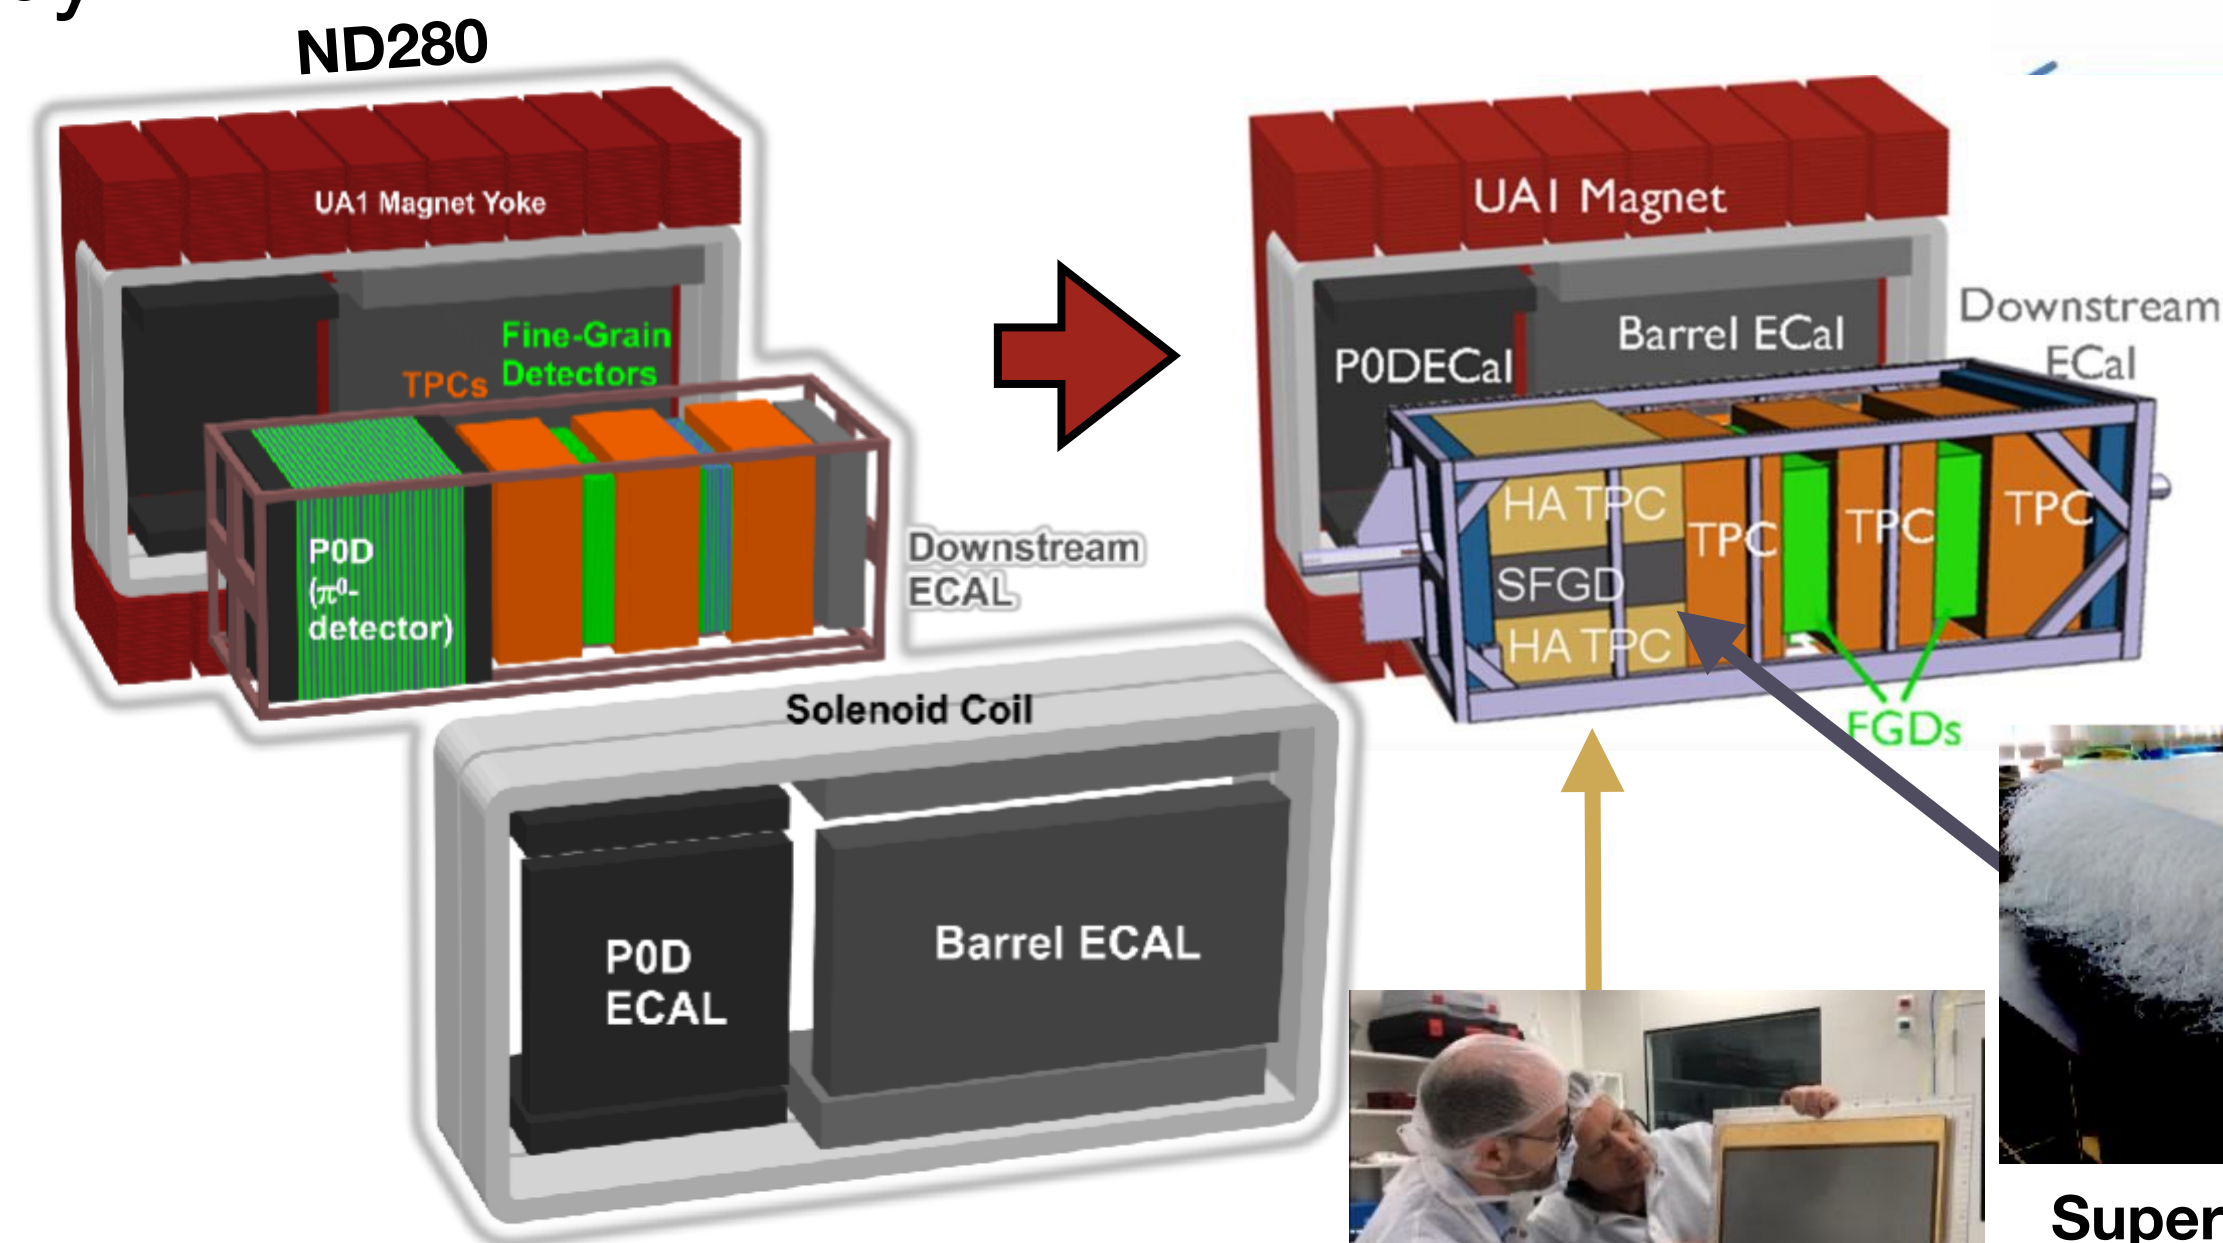 ND280
UA1 Magnet Yoke
Fine-Grain
TPCs Detectors
P0D
(π⁰-
detector)
Downstream
ECAL
Solenoid Coil
P0D
ECAL
Barrel ECAL
UA1 Magnet
Downstream
ECal
Barrel ECal
P0DECal
HA TPC
SFGD
HA TPC
TPC
TPC
TPC
FGDs
Super